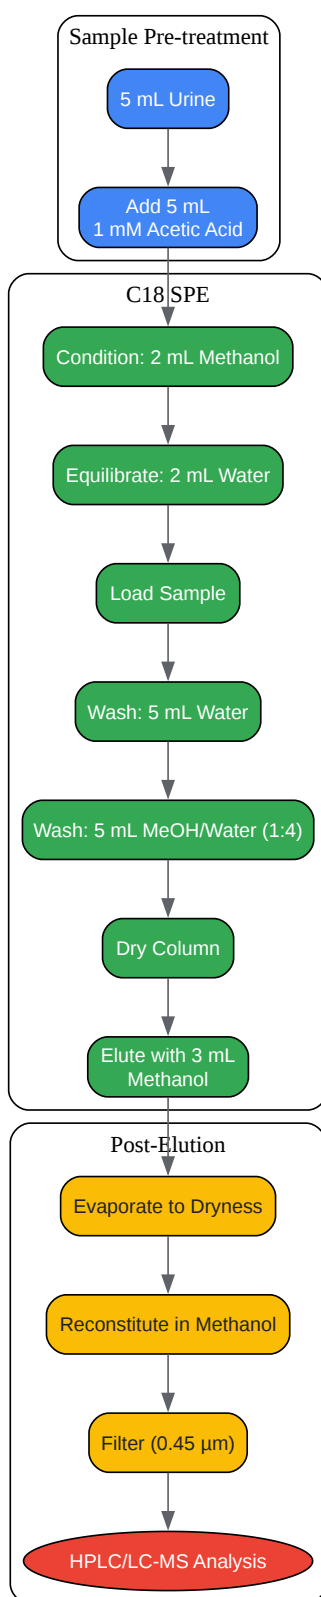 Sample Pre-treatment
5 mL Urine
Add 5 mL
1 mM Acetic Acid
C18 SPE
Condition: 2 mL Methanol
Equilibrate: 2 mL Water
Load Sample
Wash: 5 mL Water
Wash: 5 mL MeOH/Water (1:4)
Dry Column
Elute with 3 mL
Methanol
Post-Elution
Evaporate to Dryness
Reconstitute in Methanol
Filter (0.45 µm)
HPLC/LC-MS Analysis